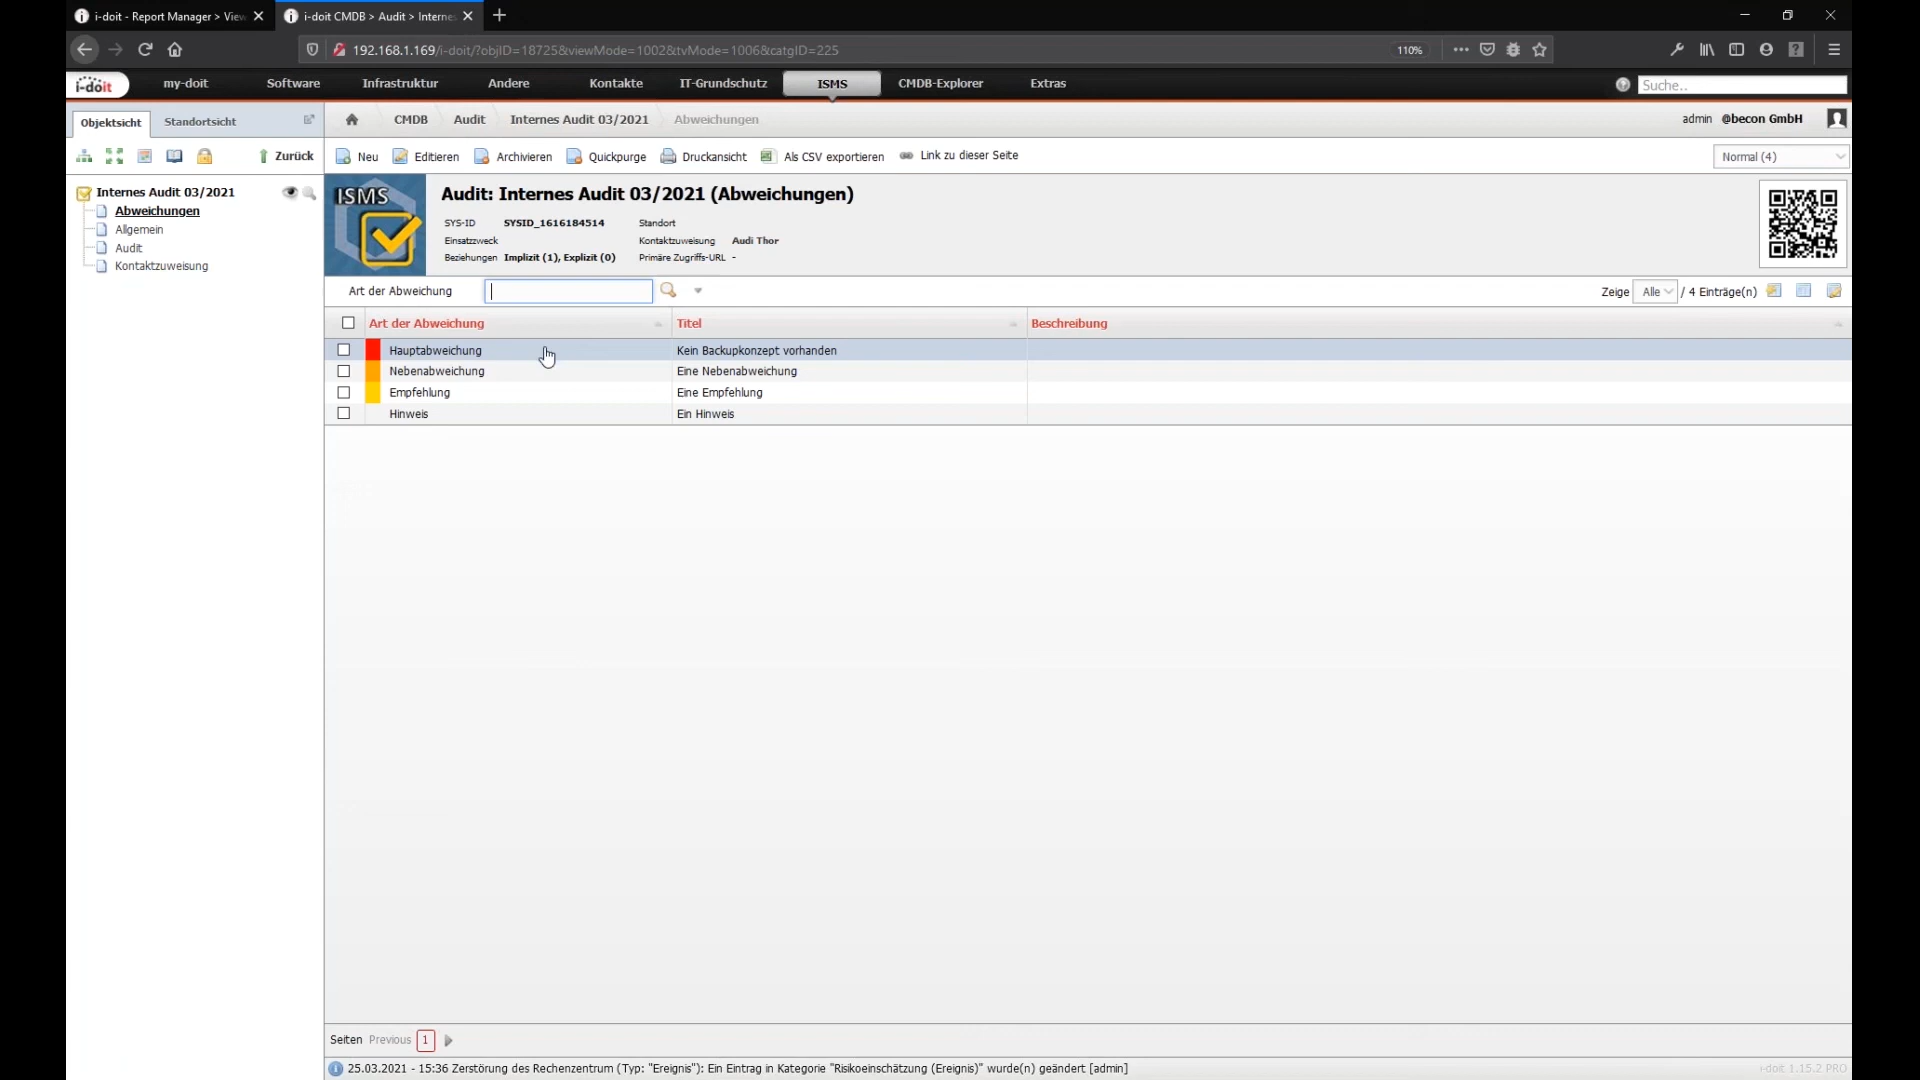 i-doit - Report Manager > View
i-doit CMDB > Audit > Interne
192.168.1.169/i-doit/?objID=18725&viewMode=1002&tvMode=1006&catgID=225
110%
i-doit
my-doit
Software
Infrastruktur
Andere
Kontakte
IT-Grundschutz
ISMS
CMDB-Explorer
Extras
Suche..
Objektsicht
Standortsicht
CMDB
Audit
Internes Audit 03/2021
Abweichungen
admin @becon GmbH
Zurück
Neu
Editieren
Archivieren
Quickpurge
Druckansicht
Als CSV exportieren
Link zu dieser Seite
Normal (4)
Internes Audit 03/2021
Abweichungen
Allgemein
Audit
Kontaktzuweisung
ISMS
Audit: Internes Audit 03/2021 (Abweichungen)
SYS-ID SYSID_1616184514 Standort
Einsatzzweck Kontaktzuweisung Audi Thor
Beziehungen Implizit (1), Explizit (0) Primäre Zugriffs-URL -
Art der Abweichung
Zeige Alle / 4 Einträge(n)
Art der Abweichung Titel Beschreibung
Hauptabweichung Kein Backupkonzept vorhanden
Nebenabweichung Eine Nebenabweichung
Empfehlung Eine Empfehlung
Hinweis Ein Hinweis
Seiten Previous 1
25.03.2021 - 15:36 Zerstörung des Rechenzentrum (Typ: "Ereignis"): Ein Eintrag in Kategorie "Risikoeinschätzung (Ereignis)" wurde(n) geändert [admin]
i-doit 1.15.2 PRO